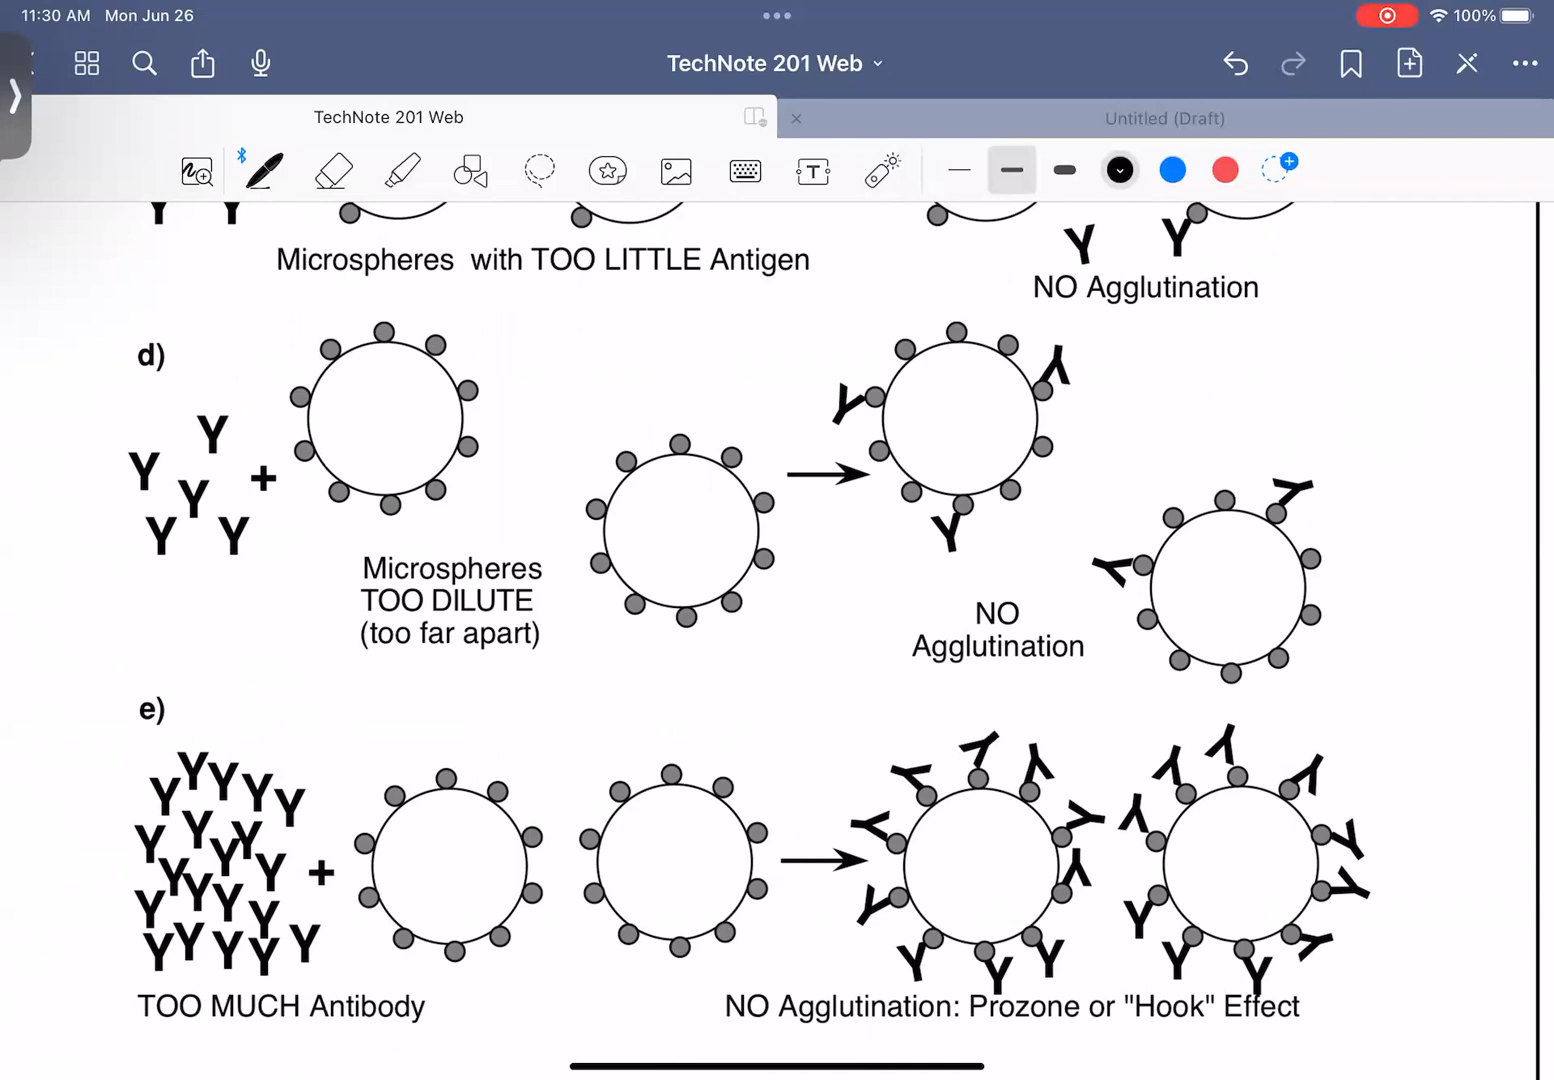 11:30 AM Mon Jun 26
100%
TechNote 201 Web
TechNote 201 Web
Untitled (Draft)
T
Y Y
Y Y
Microspheres with TOO LITTLE Antigen
NO Agglutination
d)
Y
Y
Y
Y Y
+
Microspheres
TOO DILUTE
(too far apart)
NO
Agglutination
e)
+
TOO MUCH Antibody
NO Agglutination: Prozone or "Hook" Effect